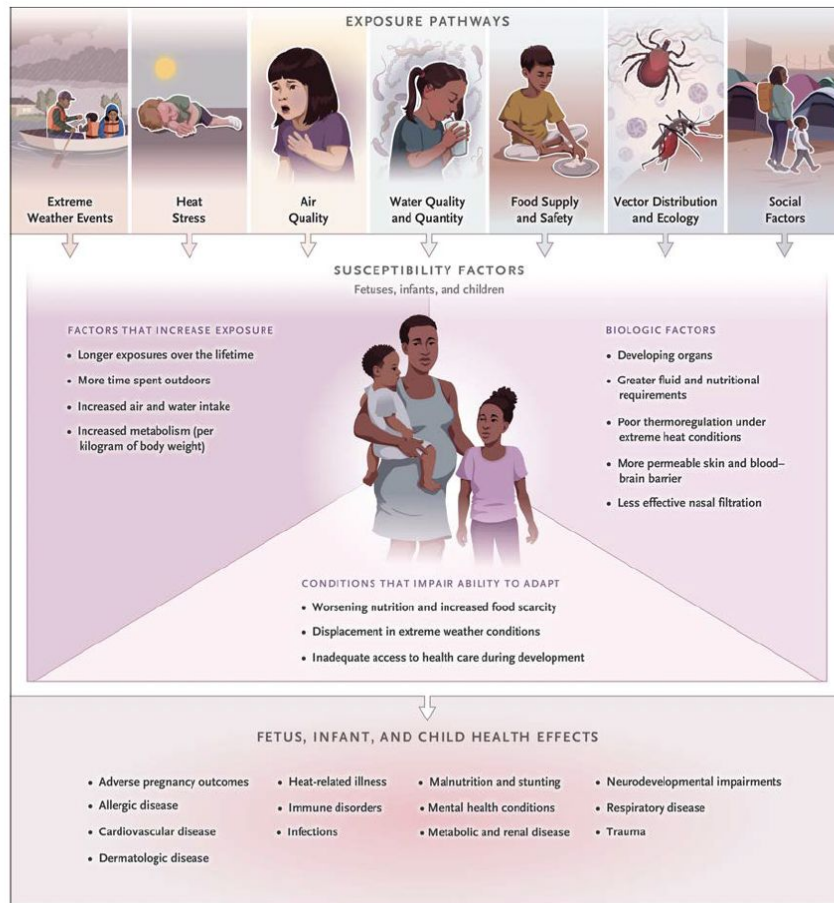 EXPOSURE PATHWAYS
Extreme
Weather Events
Heat
Stress
Air
Quality
Water Quality
and Quantity
Food Supply
and Safety
Vector Distribution
and Ecology
Social
Factors
SUSCEPTIBILITY FACTORS
Fetuses, infants, and children
FACTORS THAT INCREASE EXPOSURE
• Longer exposures over the lifetime
• More time spent outdoors
• Increased air and water intake
• Increased metabolism (per
kilogram of body weight)
BIOLOGIC FACTORS
• Developing organs
• Greater fluid and nutritional
requirements
• Poor thermoregulation under
extreme heat conditions
• More permeable skin and blood–
brain barrier
• Less effective nasal filtration
CONDITIONS THAT IMPAIR ABILITY TO ADAPT
• Worsening nutrition and increased food scarcity
• Displacement in extreme weather conditions
• Inadequate access to health care during development
FETUS, INFANT, AND CHILD HEALTH EFFECTS
• Adverse pregnancy outcomes
• Allergic disease
• Cardiovascular disease
• Dermatologic disease
• Heat-related illness
• Immune disorders
• Infections
• Malnutrition and stunting
• Mental health conditions
• Metabolic and renal disease
• Neurodevelopmental impairments
• Respiratory disease
• Trauma